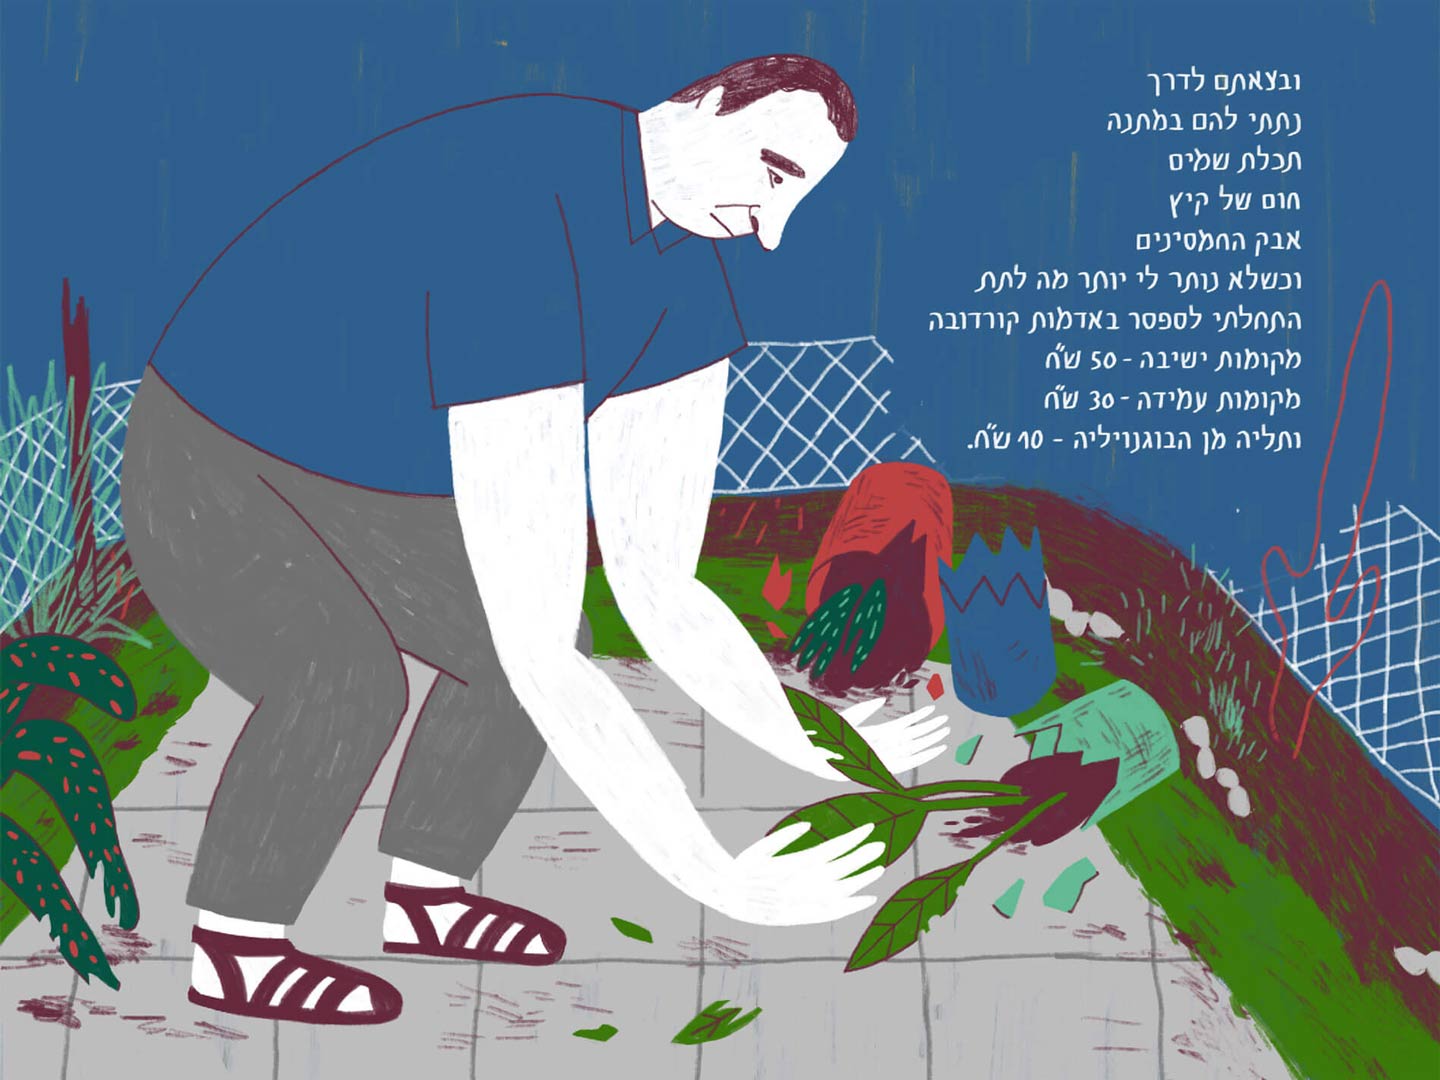 ובצאתם לדרך
נתתי להם במתנה
תכלת שמים
חום של קיץ
אבק החמסינים
וכשלא נותר לי יותר מה לתת
התחלתי לספסר באדמות קורדובה
מקומות ישיבה - 50 ש"ח
מקומות עמידה - 30 ש"ח
ותליה מן הבוגנויליה - 10 ש"ח.